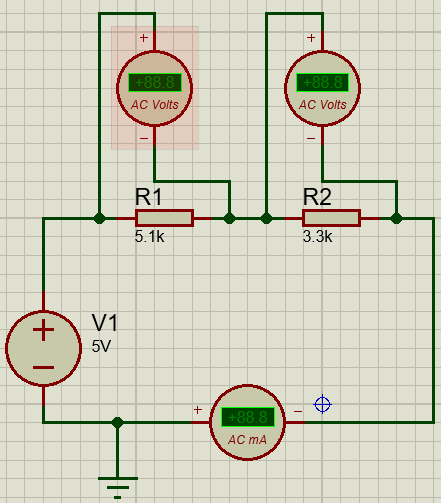 +
+88.8
AC Volts
−
+
+88.8
AC Volts
−
R1
5.1k
R2
3.3k
V1
5V
+
−
+
+88.8
AC mA
−